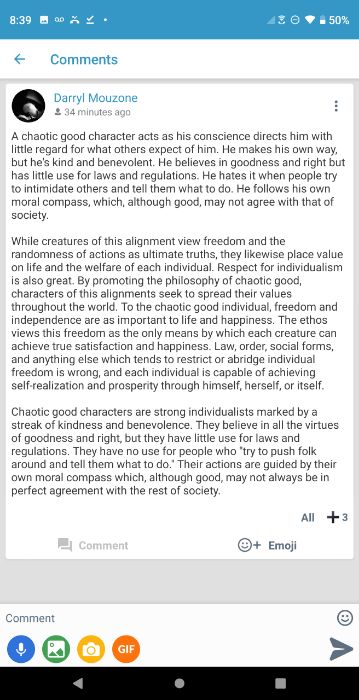 8:39
50%
Comments
Darryl Mouzone
34 minutes ago
A chaotic good character acts as his conscience directs him with
little regard for what others expect of him. He makes his own way,
but he's kind and benevolent. He believes in goodness and right but
has little use for laws and regulations. He hates it when people try
to intimidate others and tell them what to do. He follows his own
moral compass, which, although good, may not agree with that of
society.
While creatures of this alignment view freedom and the
randomness of actions as ultimate truths, they likewise place value
on life and the welfare of each individual. Respect for individualism
is also great. By promoting the philosophy of chaotic good,
characters of this alignments seek to spread their values
throughout the world. To the chaotic good individual, freedom and
independence are as important to life and happiness. The ethos
views this freedom as the only means by which each creature can
achieve true satisfaction and happiness. Law, order, social forms,
and anything else which tends to restrict or abridge individual
freedom is wrong, and each individual is capable of achieving
self-realization and prosperity through himself, herself, or itself.
Chaotic good characters are strong individualists marked by a
streak of kindness and benevolence. They believe in all the virtues
of goodness and right, but they have little use for laws and
regulations. They have no use for people who "try to push folk
around and tell them what to do." Their actions are guided by their
own moral compass which, although good, may not always be in
perfect agreement with the rest of society.
All +3
Comment Emoji
Comment
GIF